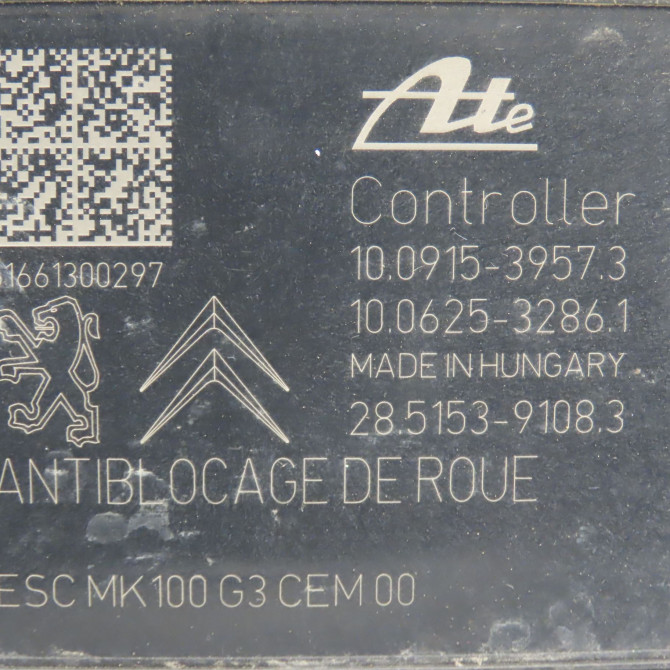 Ate
Controller
10.0915-3957.3
10.0625-3286.1
MADE IN HUNGARY
28.5153-9108.3
1661300297
ANTIBLOCAGE DE ROUE
ESC MK100 G3 CEM 00